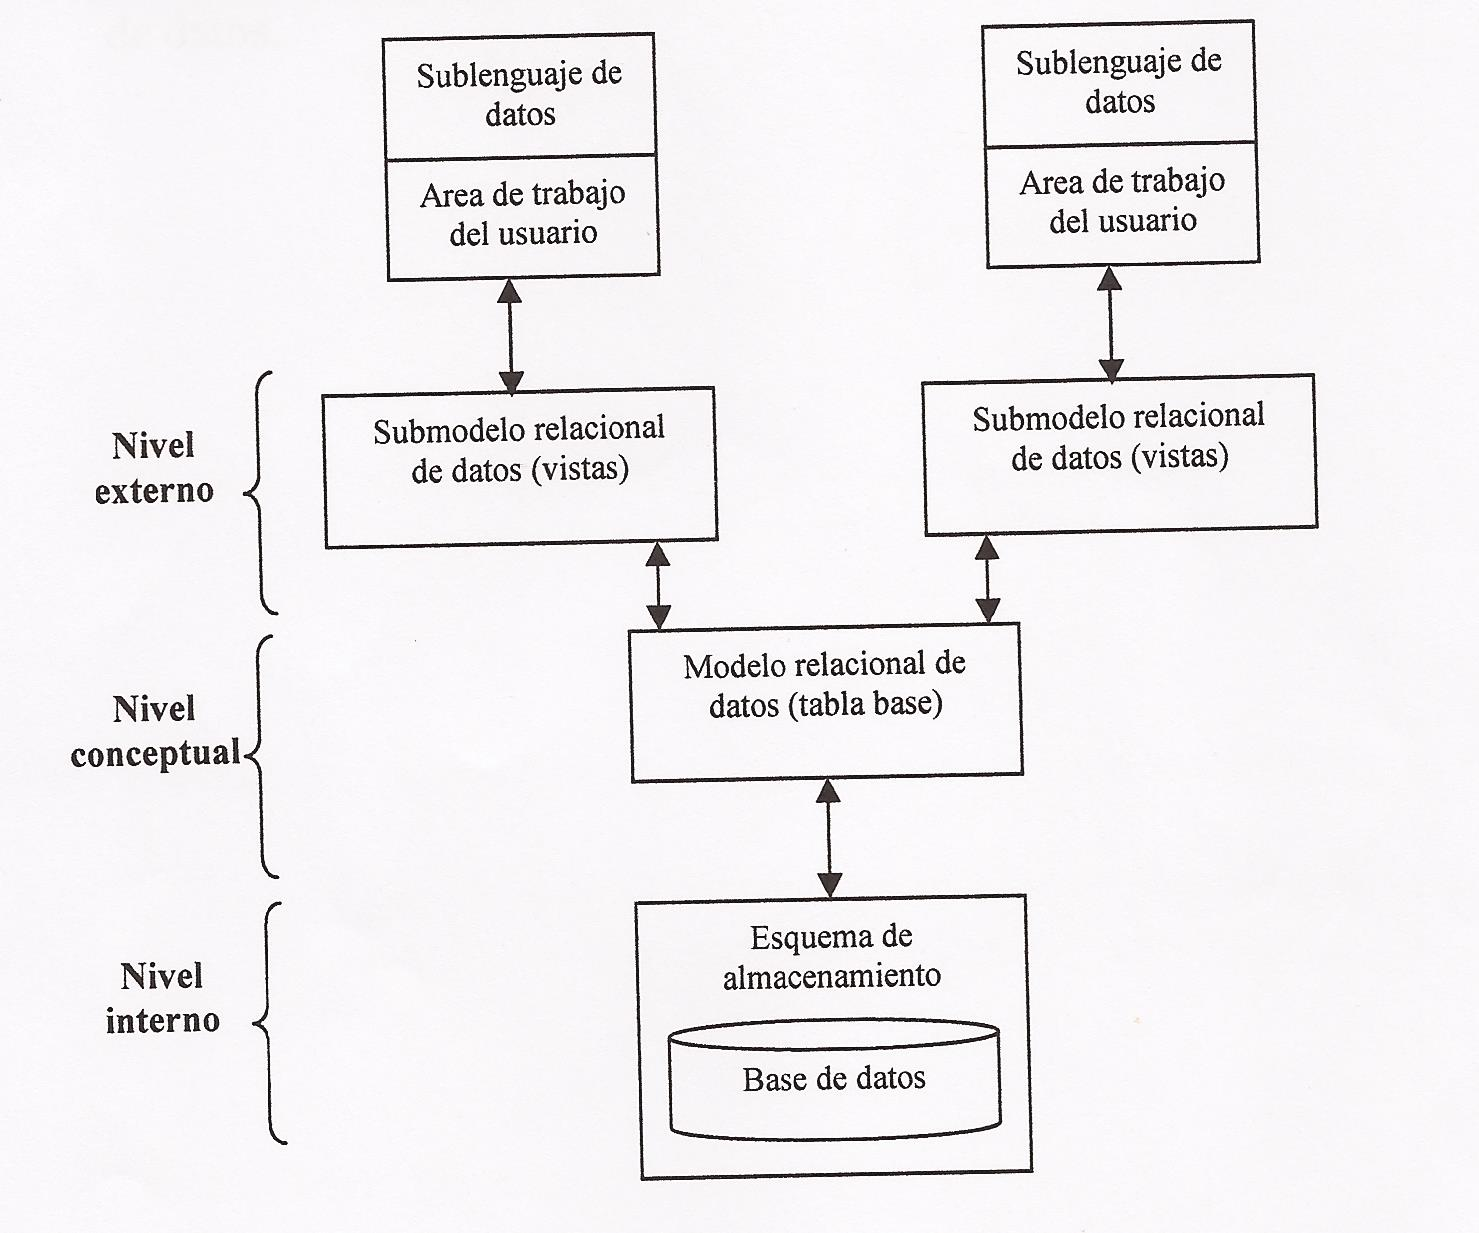 Sublenguaje de
datos
Area de trabajo
del usuario
Sublenguaje de
datos
Area de trabajo
del usuario
Nivel
externo
Submodelo relacional
de datos (vistas)
Submodelo relacional
de datos (vistas)
Nivel
conceptual
Modelo relacional de
datos (tabla base)
Nivel
interno
Esquema de
almacenamiento
Base de datos